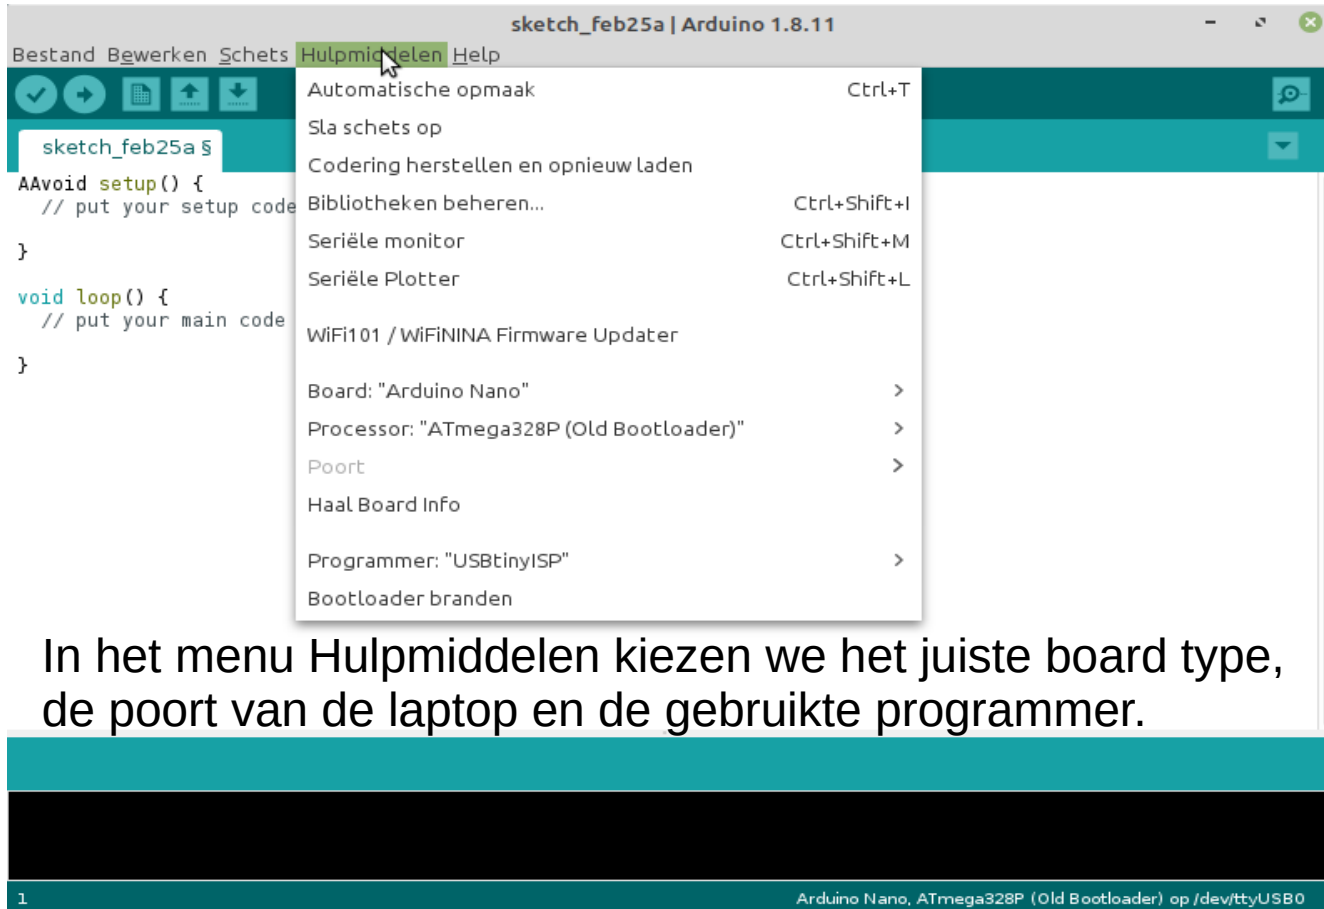 sketch_feb25a | Arduino 1.8.11
Bestand Bewerken Schets Hulpmiddelen Help
sketch_feb25a §
AAvoid setup() {
// put your setup code
}
void loop() {
// put your main code
}
Automatische opmaak Ctrl+T
Sla schets op
Codering herstellen en opnieuw laden
Bibliotheken beheren... Ctrl+Shift+I
Seriële monitor Ctrl+Shift+M
Seriële Plotter Ctrl+Shift+L
WiFi101 / WiFiNINA Firmware Updater
Board: "Arduino Nano"
Processor: "ATmega328P (Old Bootloader)"
Poort
Haal Board Info
Programmer: "USBtinyISP"
Bootloader branden
In het menu Hulpmiddelen kiezen we het juiste board type,
de poort van de laptop en de gebruikte programmer.
1 Arduino Nano, ATmega328P (Old Bootloader) op /dev/ttyUSB0